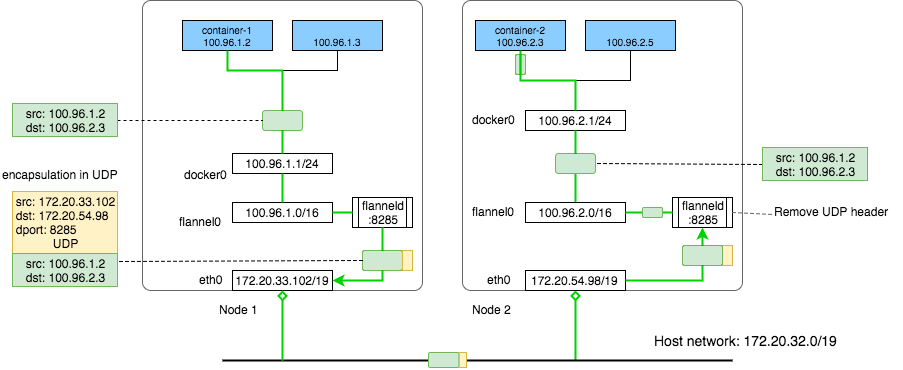 container-1
100.96.1.2
100.96.1.3
container-2
100.96.2.3
100.96.2.5
src: 100.96.1.2
dst: 100.96.2.3
docker0
100.96.2.1/24
100.96.1.1/24
docker0
src: 100.96.1.2
dst: 100.96.2.3
encapsulation in UDP
src: 172.20.33.102
dst: 172.20.54.98
dport: 8285
UDP
src: 100.96.1.2
dst: 100.96.2.3
flannel0
100.96.1.0/16
flanneld
:8285
flannel0
100.96.2.0/16
flanneld
:8285
Remove UDP header
eth0
172.20.33.102/19
eth0
172.20.54.98/19
Node 1
Node 2
Host network: 172.20.32.0/19